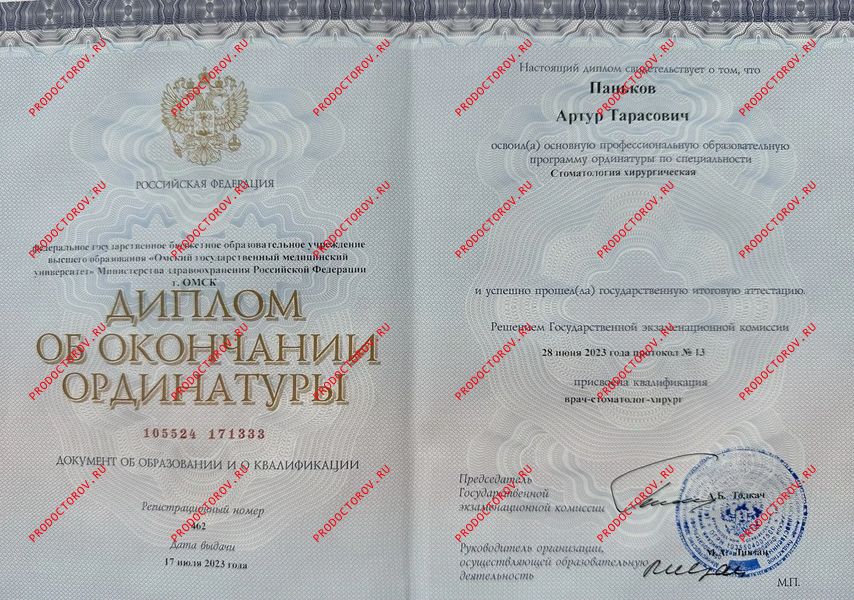 РОССИЙСКАЯ ФЕДЕРАЦИЯ
Федеральное государственное бюджетное образовательное учреждение
высшего образования «Омский государственный медицинский
университет» Министерства здравоохранения Российской Федерации
г. ОМСК
ДИПЛОМ
ОБ ОКОНЧАНИИ
ОРДИНАТУРЫ
105524 171333
ДОКУМЕНТ ОБ ОБРАЗОВАНИИ И О КВАЛИФИКАЦИИ
Регистрационный номер
462
Дата выдачи
17 июля 2023 года
Настоящий диплом свидетельствует о том, что
Паньков
Артур Тарасович
освоил(а) основную профессиональную образовательную
программу ординатуры по специальности
Стоматология хирургическая
и успешно прошел(ла) государственную итоговую аттестацию.
Решением Государственной экзаменационной комиссии
28 июня 2023 года протокол № 13
присвоена квалификация
врач-стоматолог-хирург
Председатель
Государственной
экзаменационной комиссии
А.Б. Толкач
Руководитель организации,
осуществляющей образовательную
деятельность
М.А. Ливзан
М.П.
PRODOCTOROV.RU